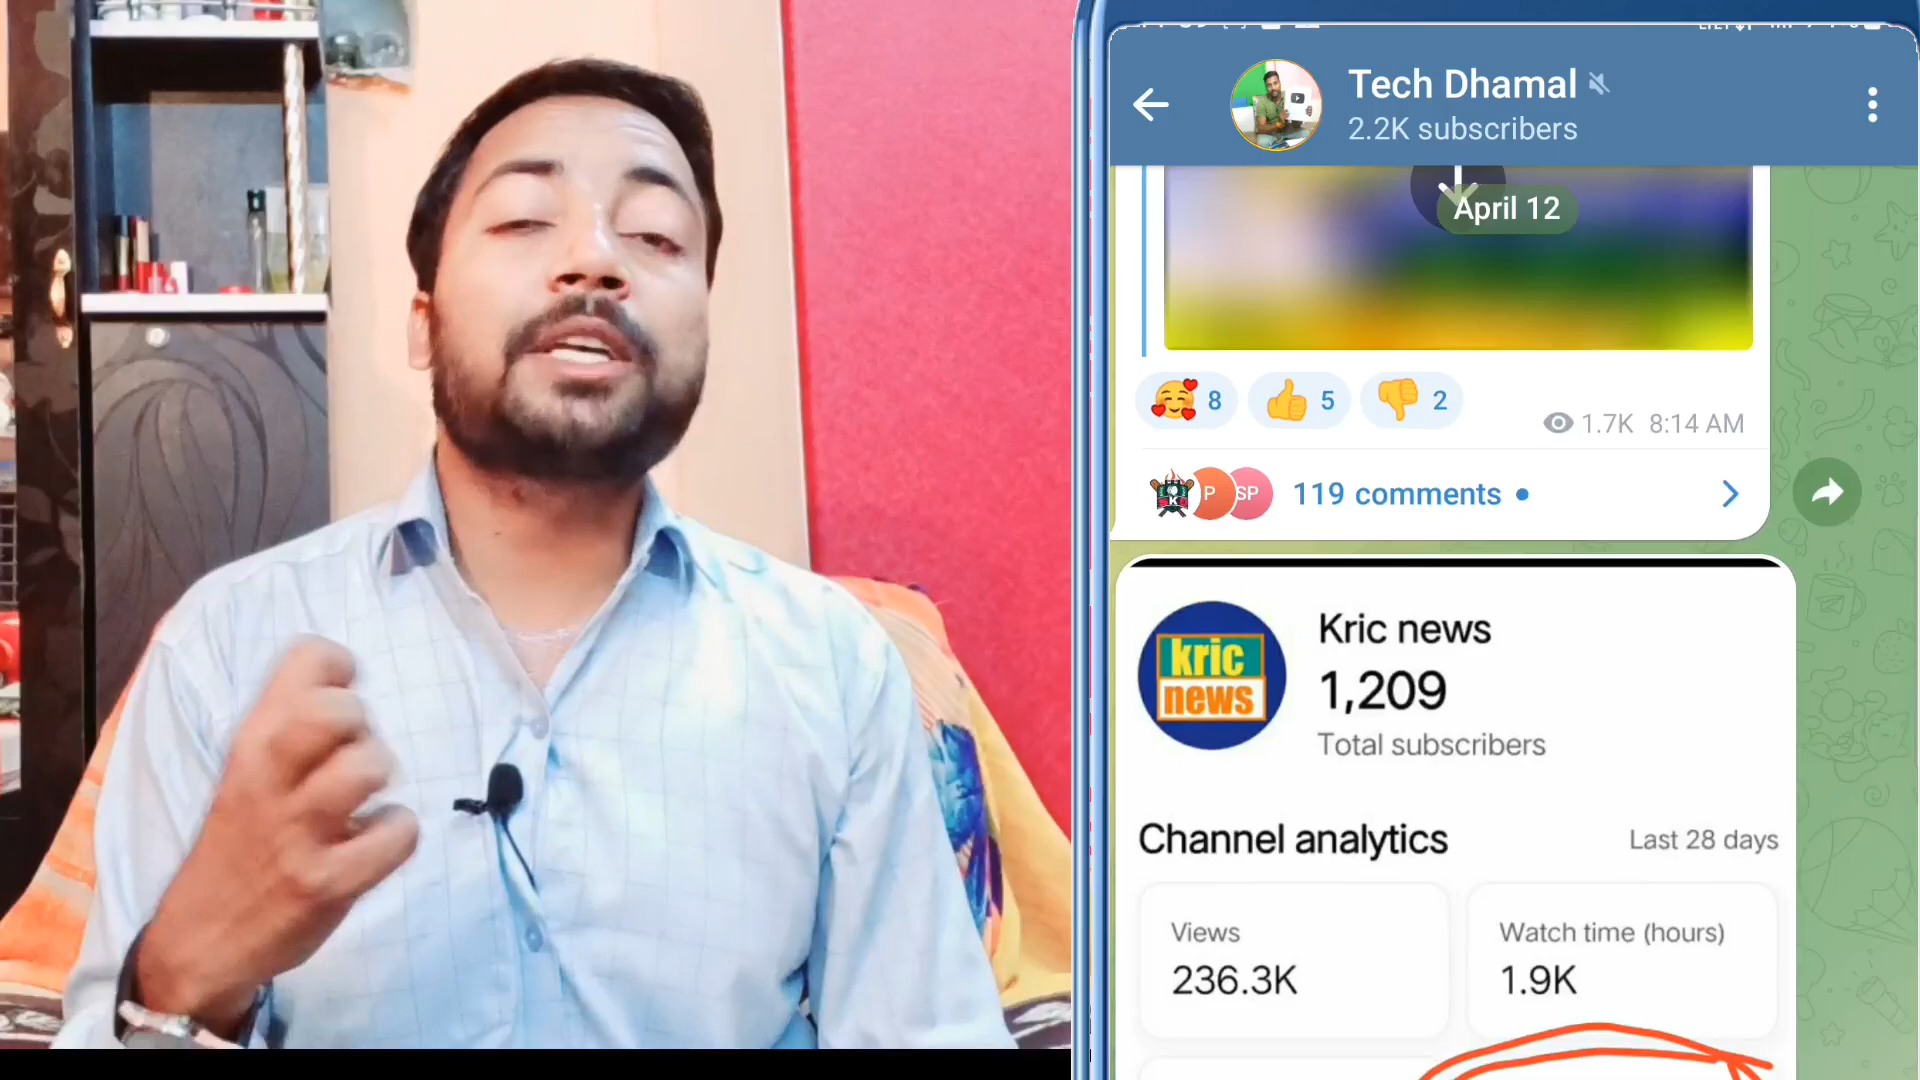 Tech Dhamal
2.2K subscribers
April 12
8 5 2
1.7K 8:14 AM
K P SP 119 comments
kric
news
Kric news
1,209
Total subscribers
Channel analytics Last 28 days
Views
236.3K
Watch time (hours)
1.9K